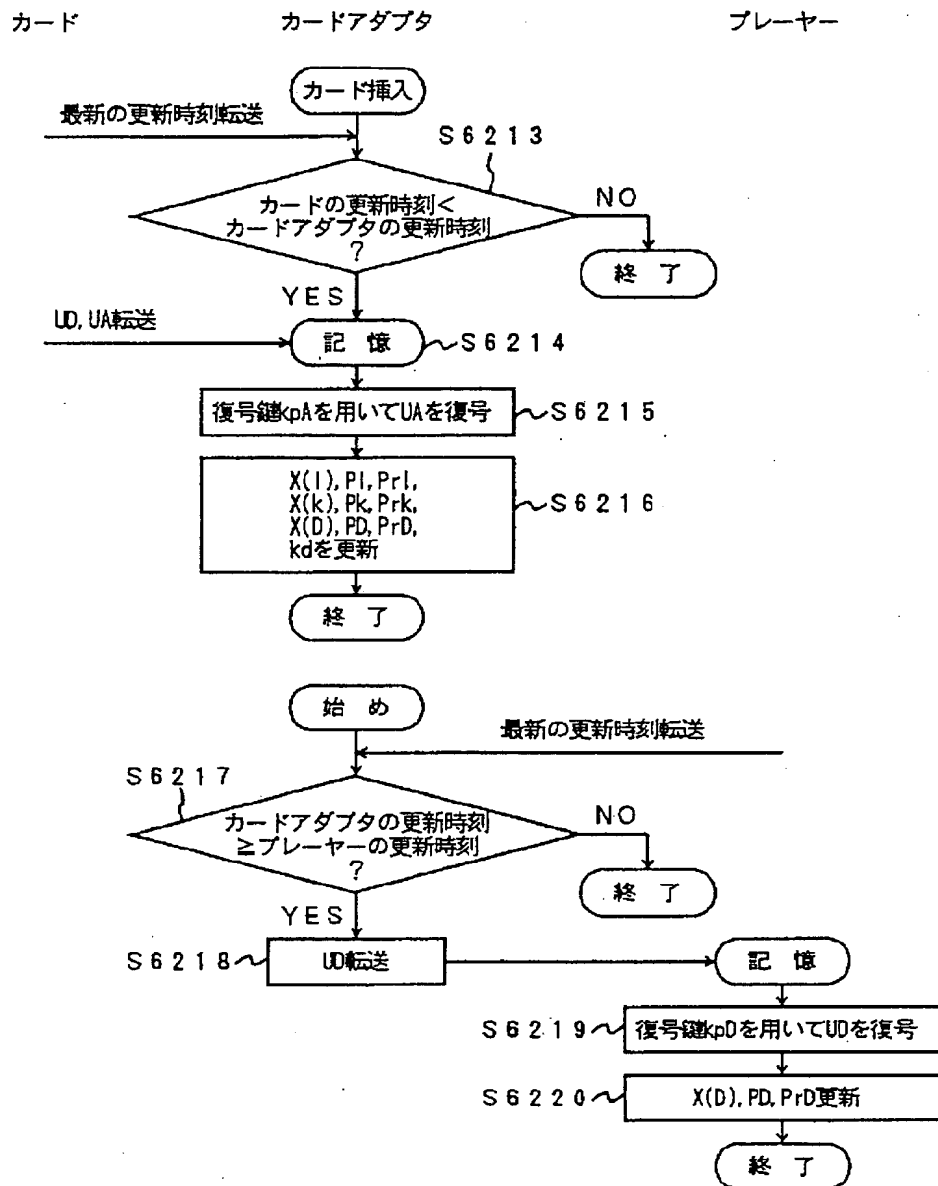 カード
カードアダプタ
プレーヤー
カード挿入
最新の更新時刻転送
S6213
カードの更新時刻<
カードアダプタの更新時刻
?
NO
終 了
YES
UD, UA転送
記 憶
S6214
復号鍵kpAを用いてUAを復号
S6215
X(I), PI, PrI,
X(k), Pk, Prk,
X(D), PD, PrD,
kdを更新
S6216
終 了
始 め
最新の更新時刻転送
S6217
カードアダプタの更新時刻
≧プレーヤーの更新時刻
?
NO
終 了
YES
S6218
UD転送
記 憶
S6219
復号鍵kpDを用いてUDを復号
S6220
X(D), PD, PrD更新
終 了